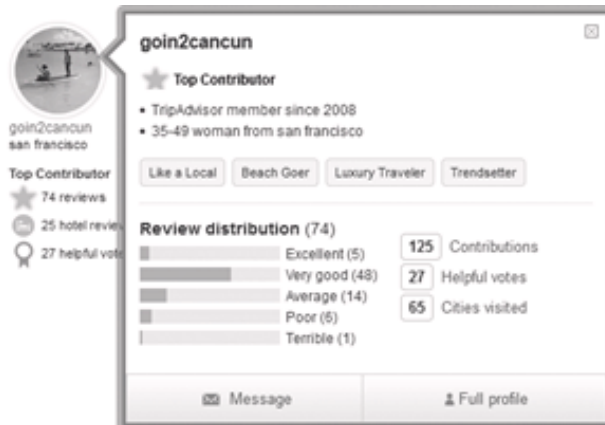 goin2cancun
san francisco
Top Contributor
74 reviews
25 hotel review
27 helpful vote
goin2cancun
Top Contributor
• TripAdvisor member since 2008
• 35-49 woman from san francisco
Like a Local Beach Goer Luxury Traveler Trendsetter
Review distribution (74)
Excellent (5)
Very good (48)
Average (14)
Poor (6)
Terrible (1)
125 Contributions
27 Helpful votes
65 Cities visited
Message Full profile